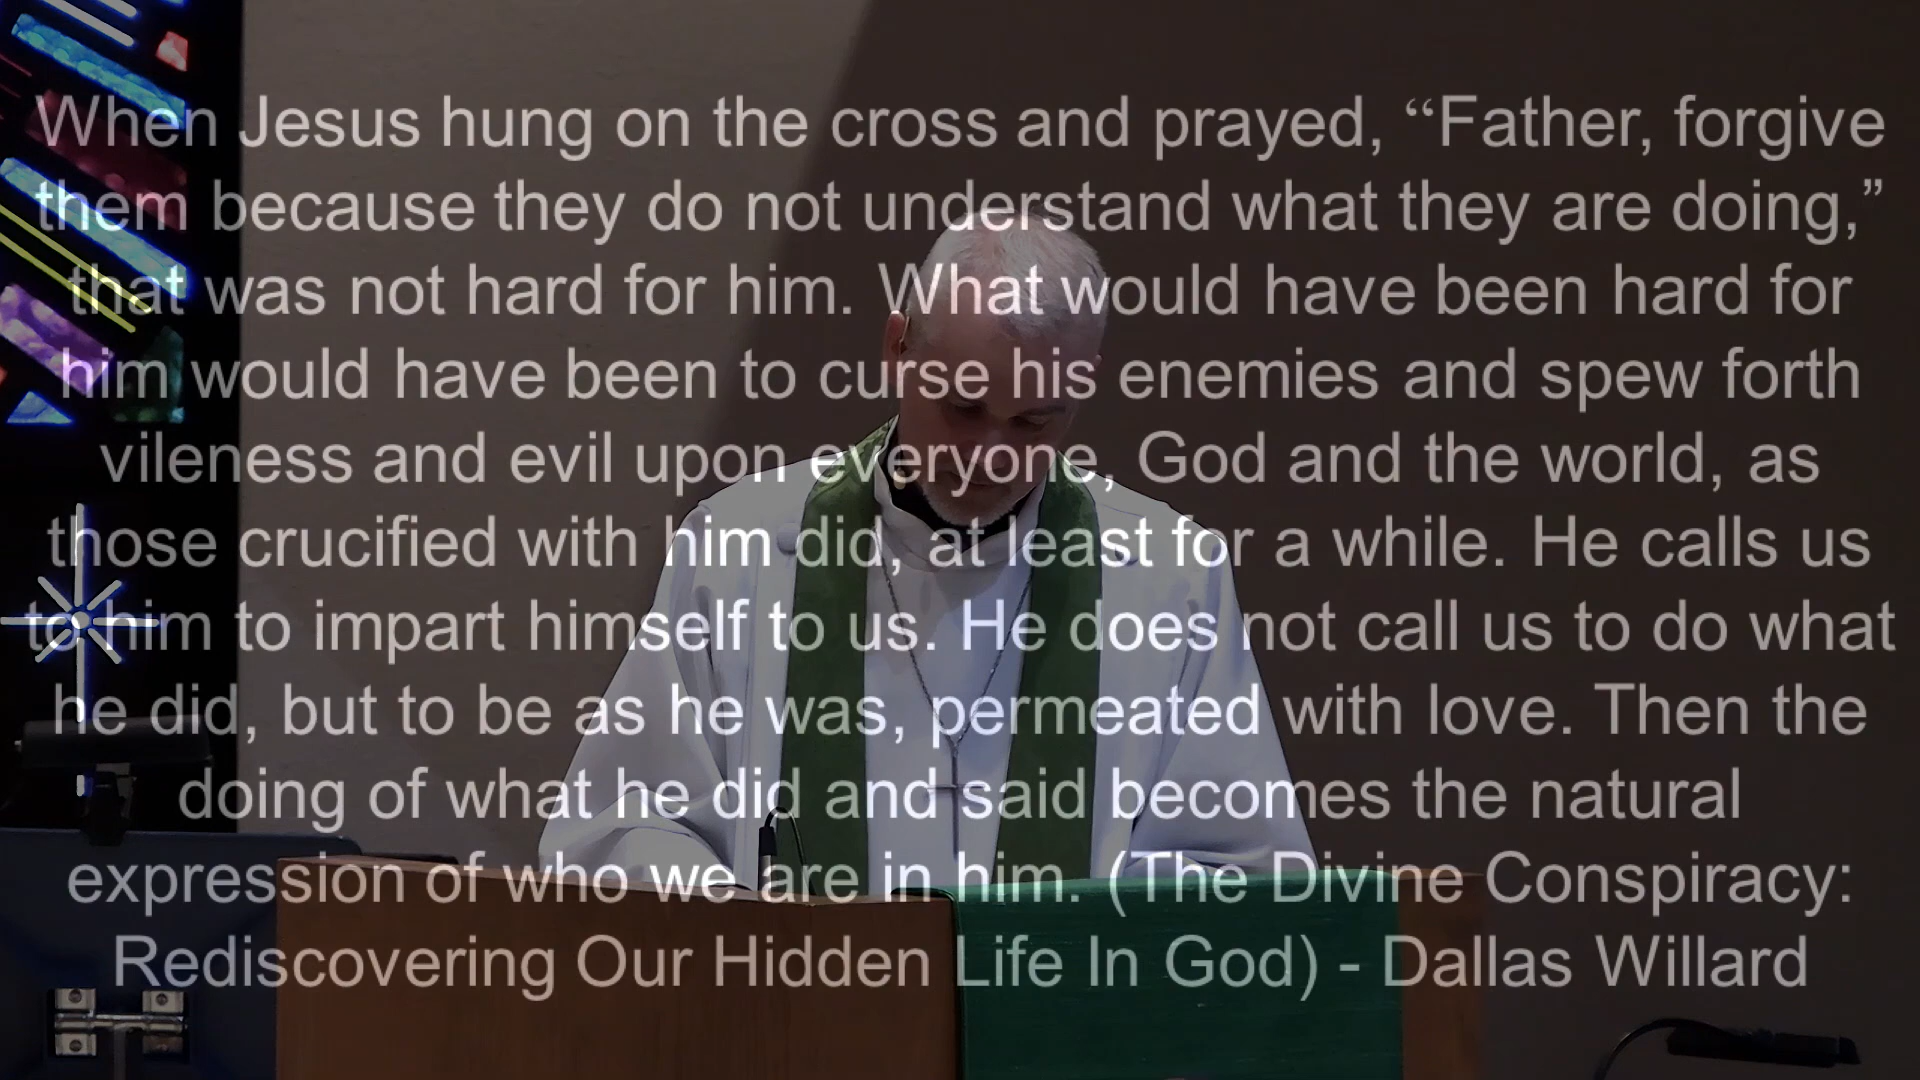 When Jesus hung on the cross and prayed, “Father, forgive
them because they do not understand what they are doing,”
that was not hard for him. What would have been hard for
him would have been to curse his enemies and spew forth
vileness and evil upon everyone, God and the world, as
those crucified with him did, at least for a while. He calls us
to him to impart himself to us. He does not call us to do what
he did, but to be as he was, permeated with love. Then the
doing of what he did and said becomes the natural
expression of who we are in him. (The Divine Conspiracy:
Rediscovering Our Hidden Life In God) - Dallas Willard